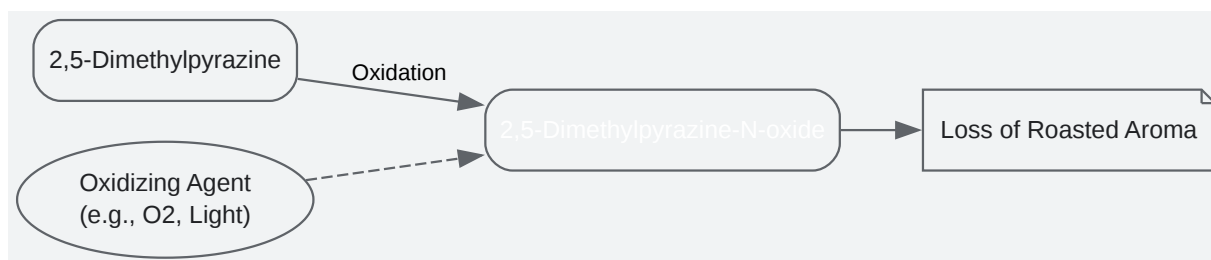 2,5-Dimethylpyrazine
Oxidation
2,5-Dimethylpyrazine-N-oxide
Loss of Roasted Aroma
Oxidizing Agent
(e.g., O2, Light)